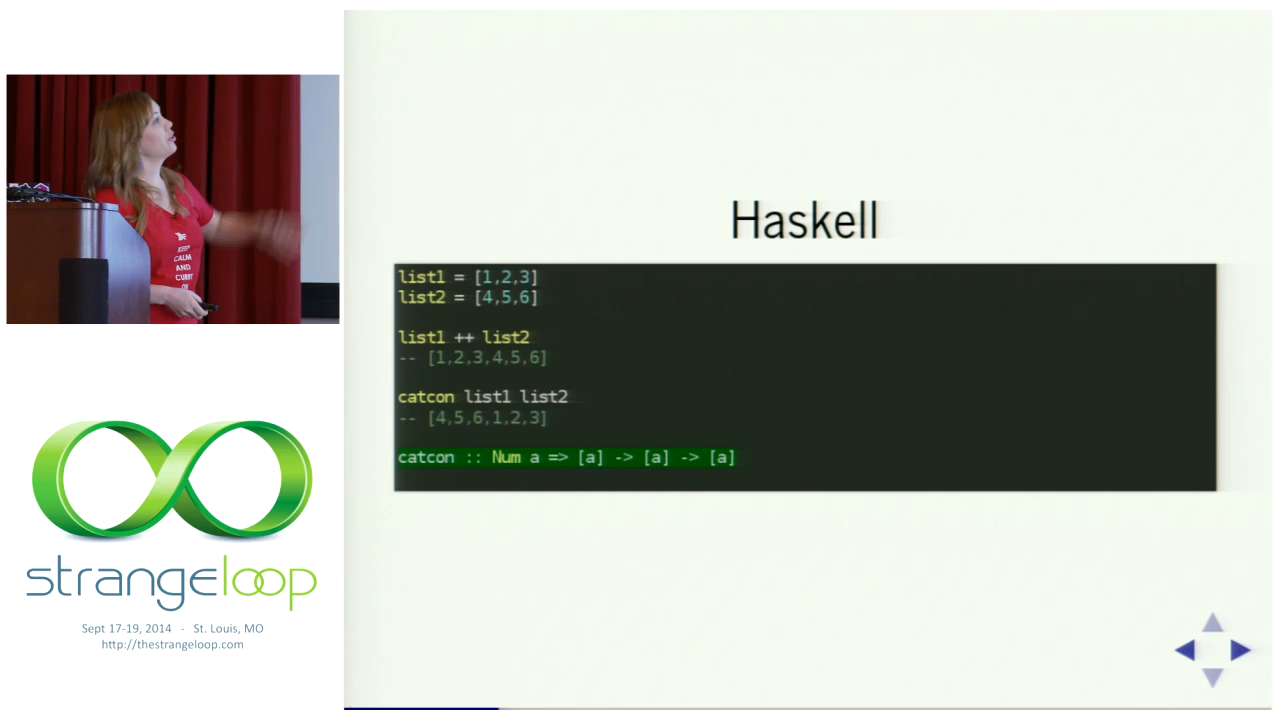 KEEP
CALM
AND
CURRY
ON
strangeloop
Sept 17-19, 2014 - St. Louis, MO
http://thestrangeloop.com
Haskell
list1 = [1,2,3]
list2 = [4,5,6]
list1 ++ list2
-- [1,2,3,4,5,6]
catcon list1 list2
-- [4,5,6,1,2,3]
catcon :: Num a => [a] -> [a] -> [a]